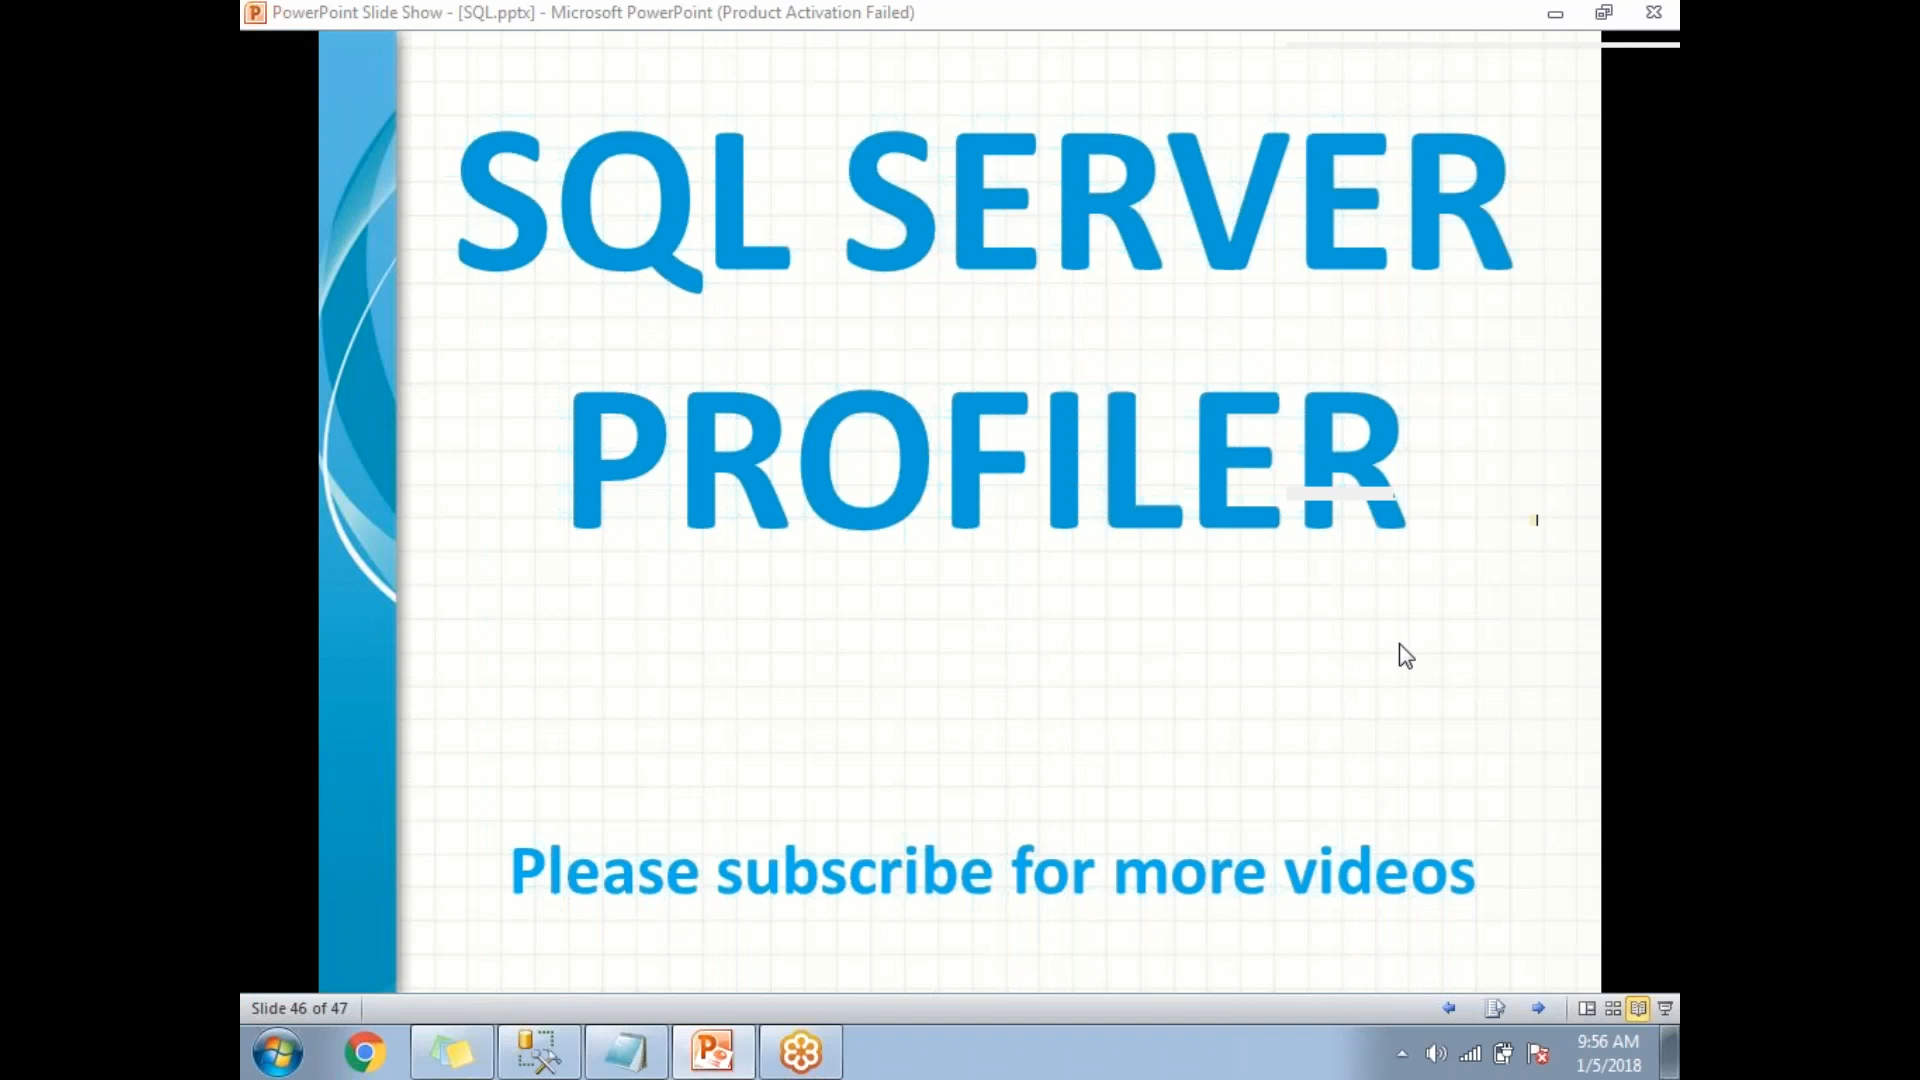 PowerPoint Slide Show - [SQL.pptx] - Microsoft PowerPoint (Product Activation Failed)
SQL SERVER
PROFILER
Please subscribe for more videos
Slide 46 of 47
9:56 AM
1/5/2018